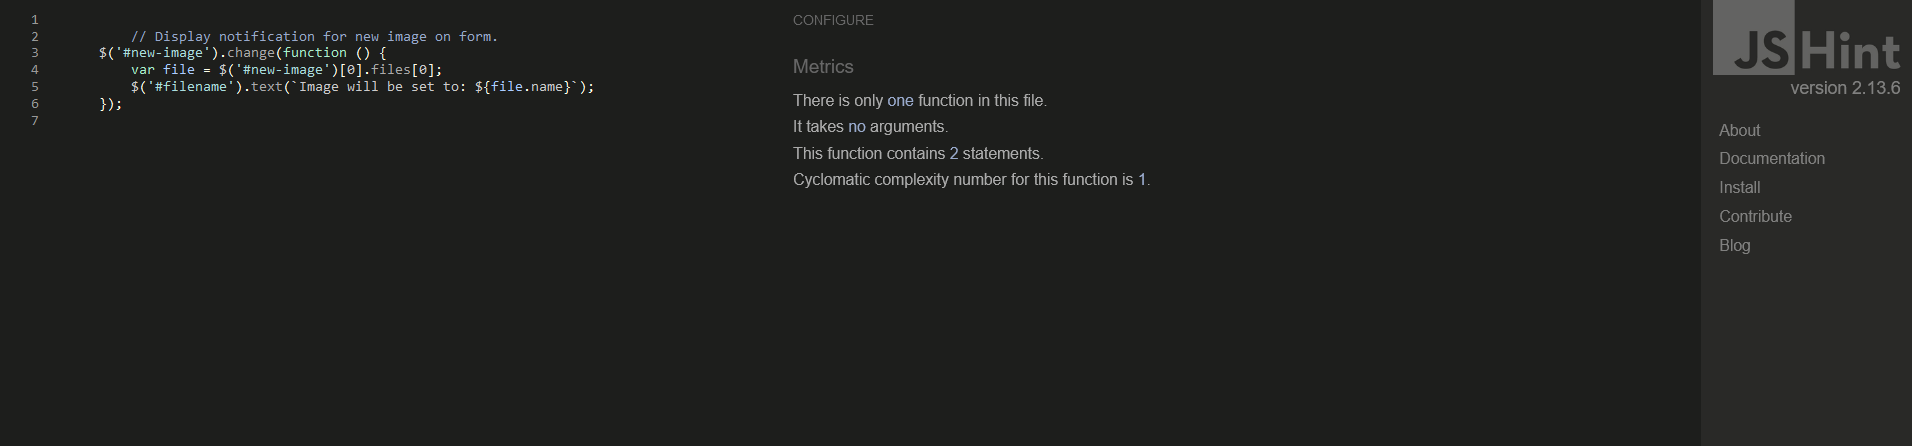 1
2 // Display notification for new image on form.
3 $('#new-image').change(function () {
4 var file = $('#new-image')[0].files[0];
5 $('#filename').text(`Image will be set to: ${file.name}`);
6 });
7
CONFIGURE
Metrics
There is only one function in this file.
It takes no arguments.
This function contains 2 statements.
Cyclomatic complexity number for this function is 1.
JSHint
version 2.13.6
About
Documentation
Install
Contribute
Blog